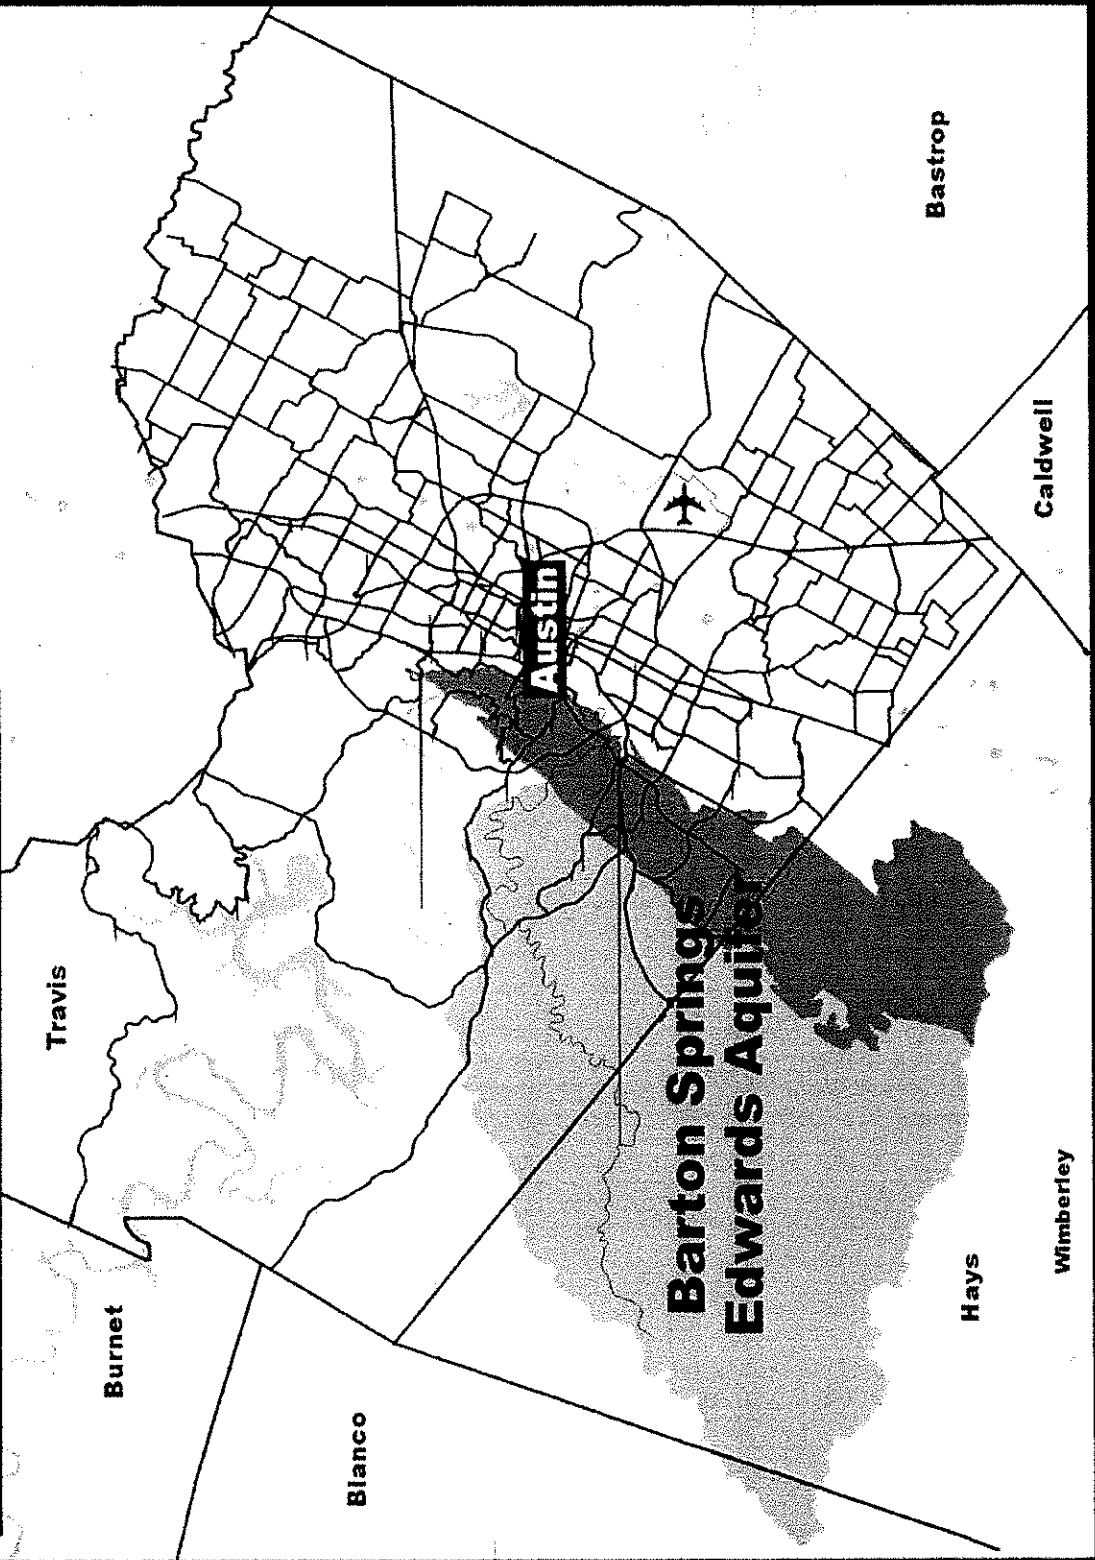 Travis
Burnet
Blanco
Austin
Bastrop
Caldwell
Barton Springs
Edwards Aquifer
Hays
Wimberley